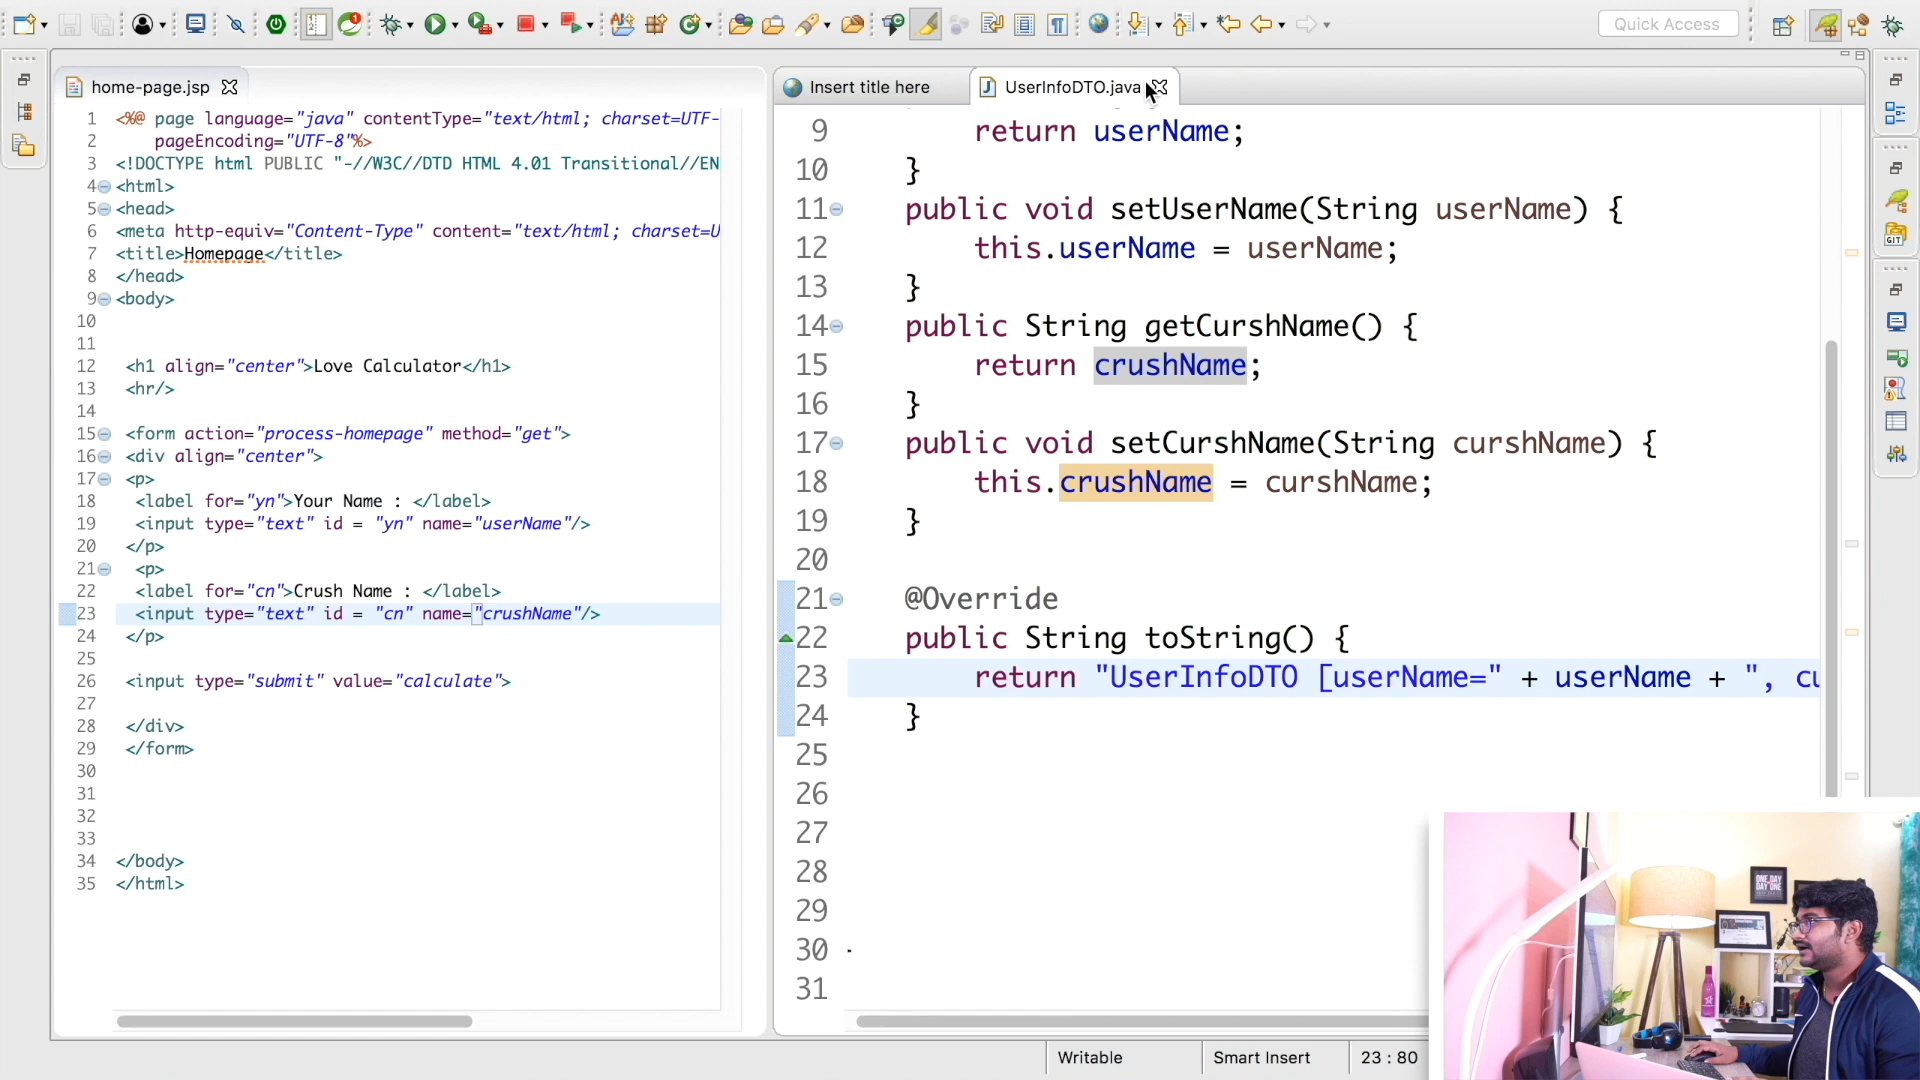 Quick Access
home-page.jsp
1 <%@ page language="java" contentType="text/html; charset=UTF-
2 pageEncoding="UTF-8"%>
3 <!DOCTYPE html PUBLIC "-//W3C//DTD HTML 4.01 Transitional//EN
4 <html>
5 <head>
6 <meta http-equiv="Content-Type" content="text/html; charset=U
7 <title>Homepage</title>
8 </head>
9 <body>
10
11
12 <h1 align="center">Love Calculator</h1>
13 <hr/>
14
15 <form action="process-homepage" method="get">
16 <div align="center">
17 <p>
18 <label for="yn">Your Name : </label>
19 <input type="text" id = "yn" name="userName"/>
20 </p>
21 <p>
22 <label for="cn">Crush Name : </label>
23 <input type="text" id = "cn" name="crushName"/>
24 </p>
25
26 <input type="submit" value="calculate">
27
28 </div>
29 </form>
30
31
32
33
34 </body>
35 </html>
Insert title here
UserInfoDTO.java
9 return userName;
10 }
11 public void setUserName(String userName) {
12 this.userName = userName;
13 }
14 public String getCurshName() {
15 return crushName;
16 }
17 public void setCurshName(String curshName) {
18 this.crushName = curshName;
19 }
20
21 @Override
22 public String toString() {
23 return "UserInfoDTO [userName=" + userName + ", cu
24 }
25
26
27
28
29
30
31
Writable
Smart Insert
23 : 80
GIT
ONE DAY
DAY ONE